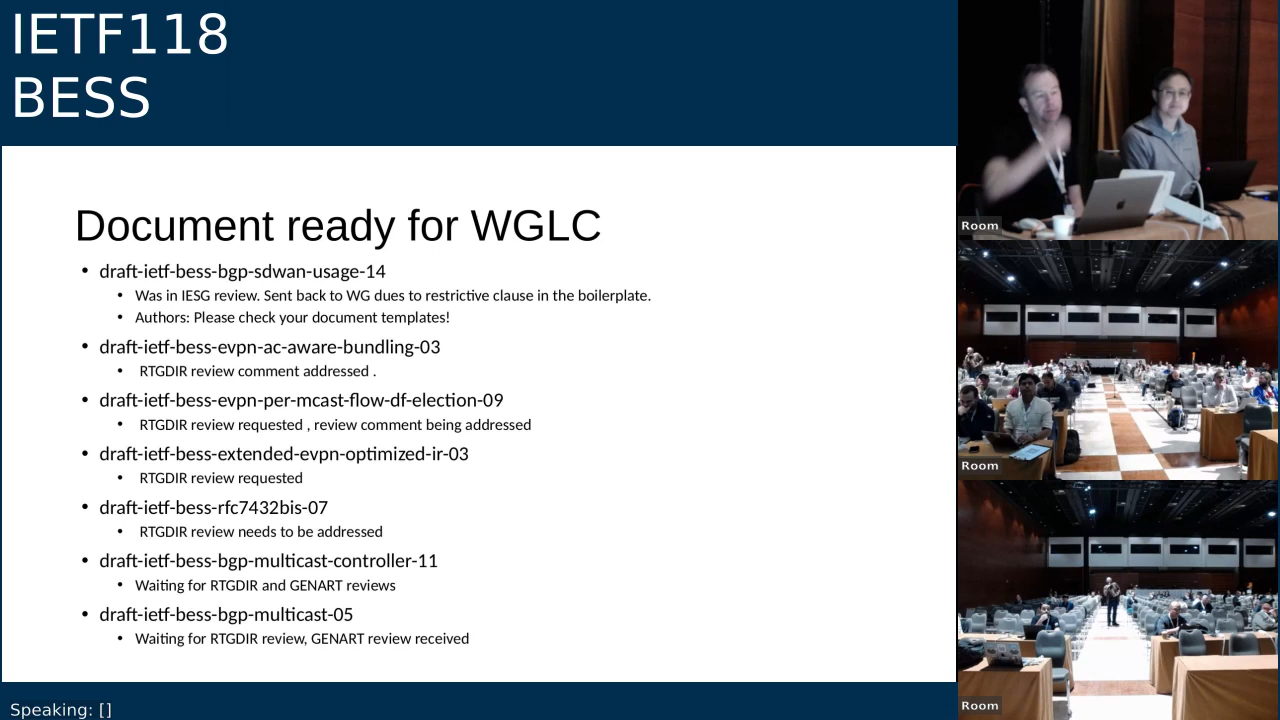 IETF118
BESS
Document ready for WGLC
• draft-ietf-bess-bgp-sdwan-usage-14
• Was in IESG review. Sent back to WG dues to restrictive clause in the boilerplate.
• Authors: Please check your document templates!
• draft-ietf-bess-evpn-ac-aware-bundling-03
• RTGDIR review comment addressed .
• draft-ietf-bess-evpn-per-mcast-flow-df-election-09
• RTGDIR review requested , review comment being addressed
• draft-ietf-bess-extended-evpn-optimized-ir-03
• RTGDIR review requested
• draft-ietf-bess-rfc7432bis-07
• RTGDIR review needs to be addressed
• draft-ietf-bess-bgp-multicast-controller-11
• Waiting for RTGDIR and GENART reviews
• draft-ietf-bess-bgp-multicast-05
• Waiting for RTGDIR review, GENART review received
Speaking: []
Room
Room
Room